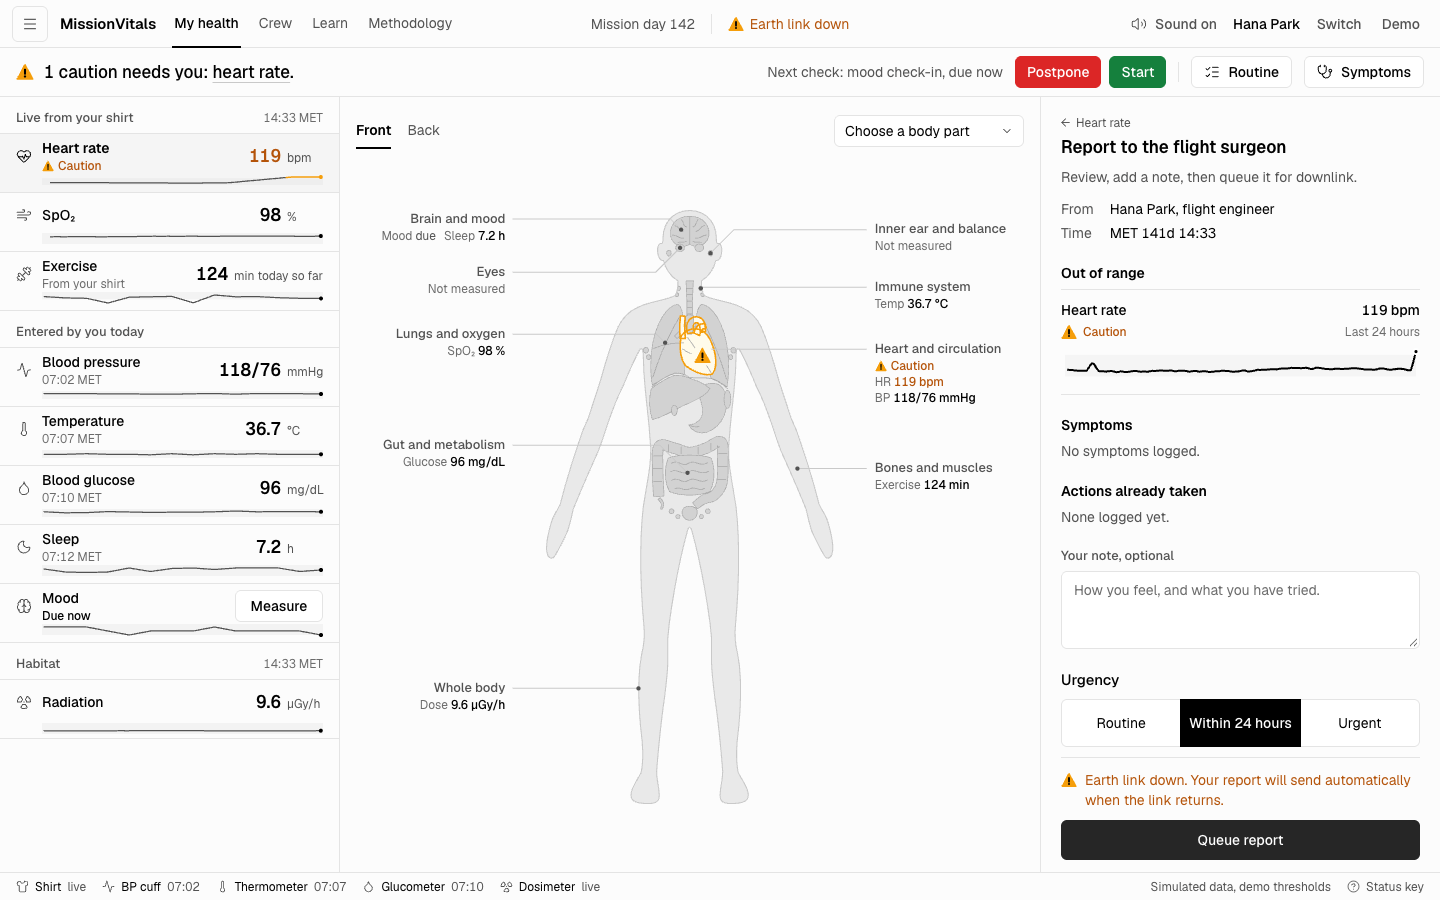 MissionVitals
My health
Crew
Learn
Methodology
Mission day 142
Earth link down
Sound on
Hana Park
Switch
Demo
1 caution needs you: heart rate.
Next check: mood check-in, due now
Postpone
Start
Routine
Symptoms
Live from your shirt
14:33 MET
Heart rate
119 bpm
Caution
SpO₂
98 %
Exercise
124 min today so far
From your shirt
Entered by you today
Blood pressure
118/76 mmHg
07:02 MET
Temperature
36.7 °C
07:07 MET
Blood glucose
96 mg/dL
07:10 MET
Sleep
7.2 h
07:12 MET
Mood
Due now
Measure
Habitat
14:33 MET
Radiation
9.6 µGy/h
Front
Back
Choose a body part
Brain and mood
Mood due Sleep 7.2 h
Eyes
Not measured
Lungs and oxygen
SpO₂ 98 %
Gut and metabolism
Glucose 96 mg/dL
Whole body
Dose 9.6 µGy/h
Inner ear and balance
Not measured
Immune system
Temp 36.7 °C
Heart and circulation
Caution
HR 119 bpm
BP 118/76 mmHg
Bones and muscles
Exercise 124 min
Heart rate
Report to the flight surgeon
Review, add a note, then queue it for downlink.
From Hana Park, flight engineer
Time MET 141d 14:33
Out of range
Heart rate
119 bpm
Caution
Last 24 hours
Symptoms
No symptoms logged.
Actions already taken
None logged yet.
Your note, optional
How you feel, and what you have tried.
Urgency
Routine
Within 24 hours
Urgent
Earth link down. Your report will send automatically
when the link returns.
Queue report
Shirt live
BP cuff 07:02
Thermometer 07:07
Glucometer 07:10
Dosimeter live
Simulated data, demo thresholds
Status key